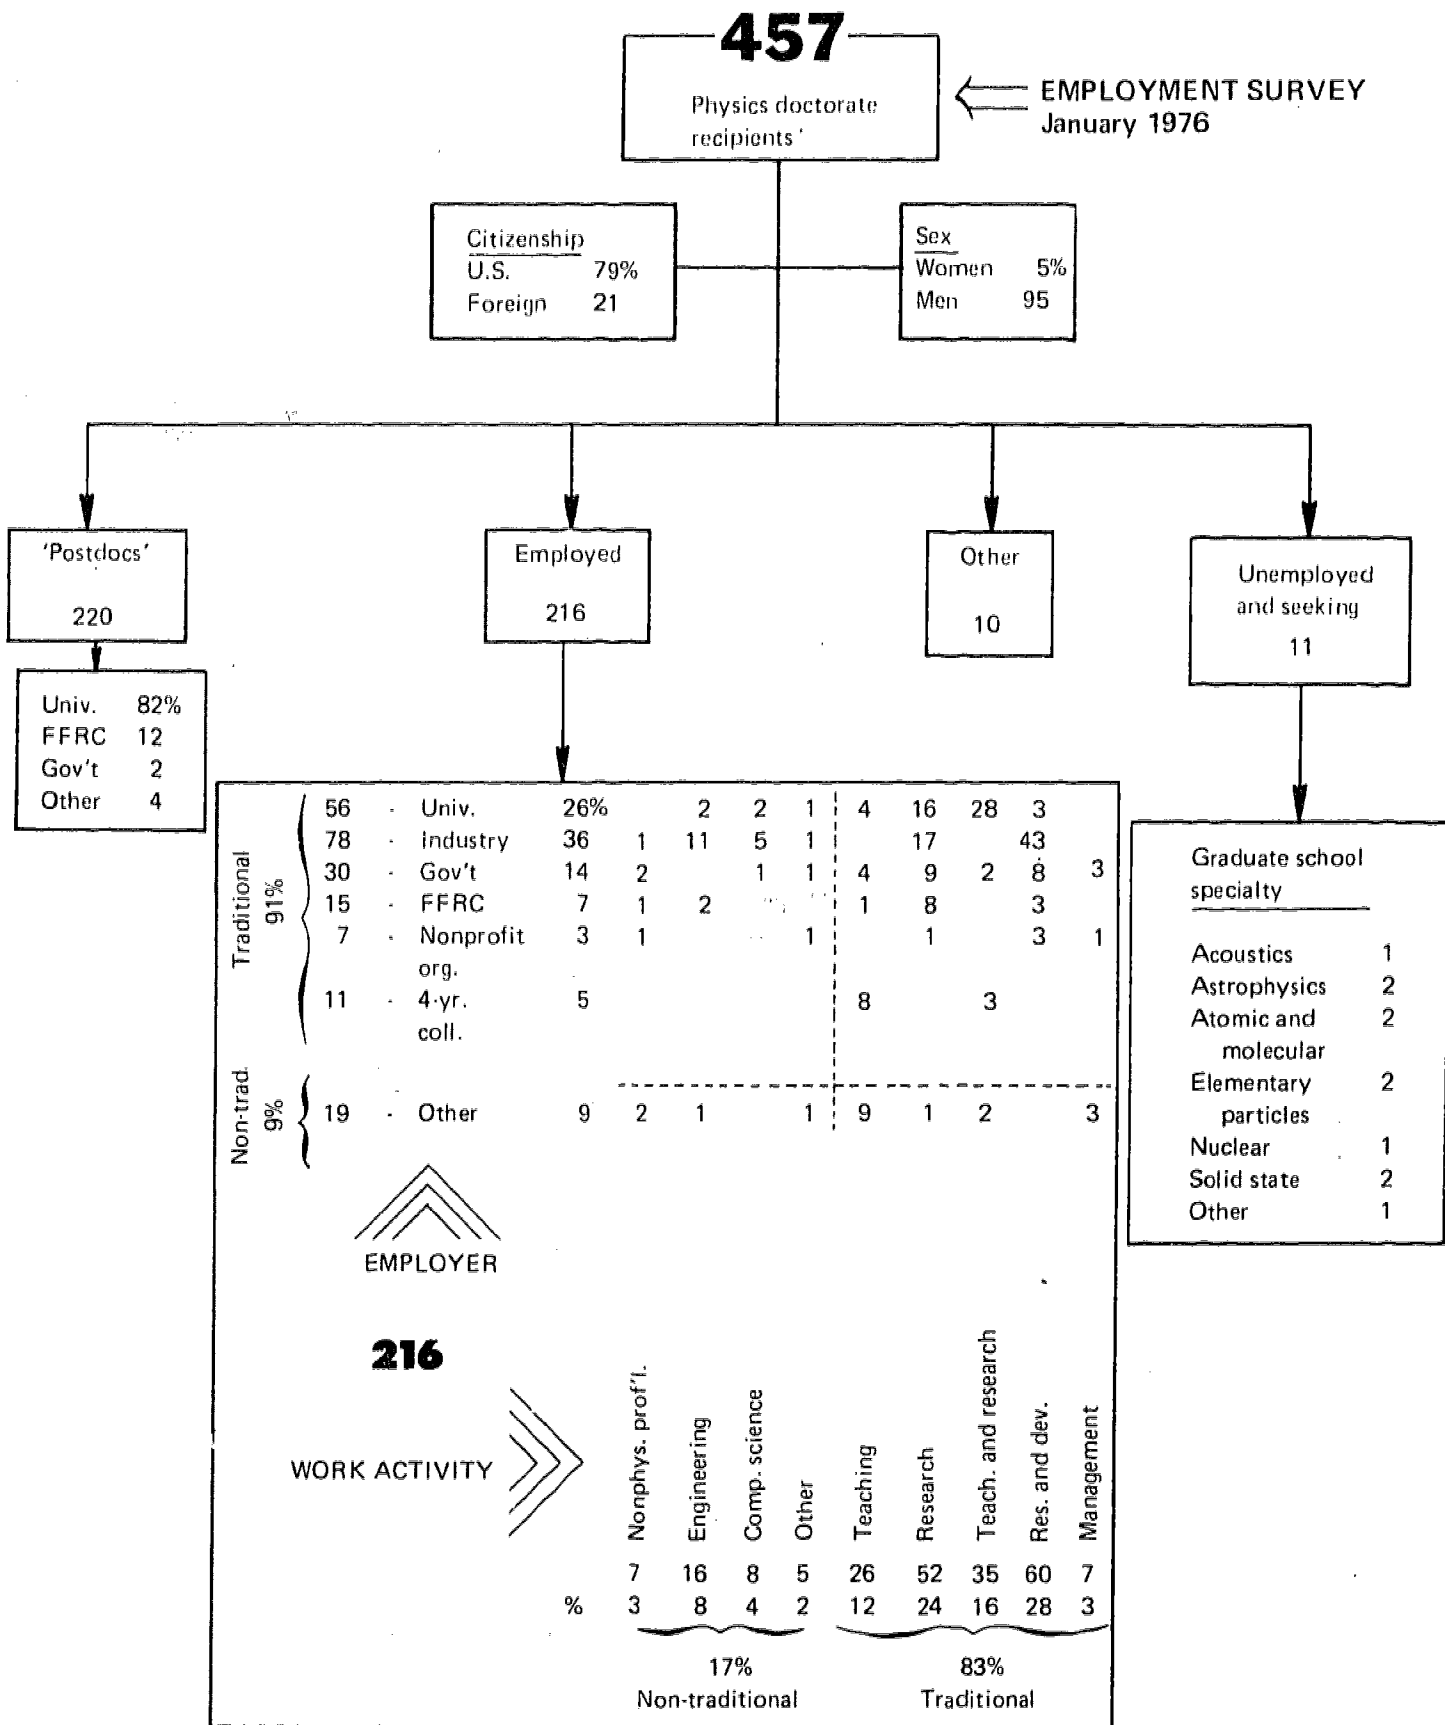 457
Physics doctorate
recipients'
EMPLOYMENT SURVEY
January 1976
Citizenship
U.S. 79%
Foreign 21
Sex
Women 5%
Men 95
'Postdocs'
220
Employed
216
Other
10
Unemployed
and seeking
11
Univ. 82%
FFRC 12
Gov't 2
Other 4
Traditional
91%
56 - Univ. 26% 2 2 1 4 16 28 3
78 - Industry 36 1 11 5 1 17 43
30 - Gov't 14 2 1 1 4 9 2 8 3
15 - FFRC 7 1 2 1 8 3
7 - Nonprofit 3 1 1 1 3 1
org.
11 - 4-yr. 5 8 3
coll.
Non-trad.
9%
19 - Other 9 2 1 1 9 1 2 3
EMPLOYER
216
WORK ACTIVITY
Nonphys. prof'l.
Engineering
Comp. science
Other
Teaching
Research
Teach. and research
Res. and dev.
Management
7 16 8 5 26 52 35 60 7
% 3 8 4 2 12 24 16 28 3
17%
Non-traditional
83%
Traditional
Graduate school
specialty
Acoustics 1
Astrophysics 2
Atomic and 2
molecular
Elementary 2
particles
Nuclear 1
Solid state 2
Other 1